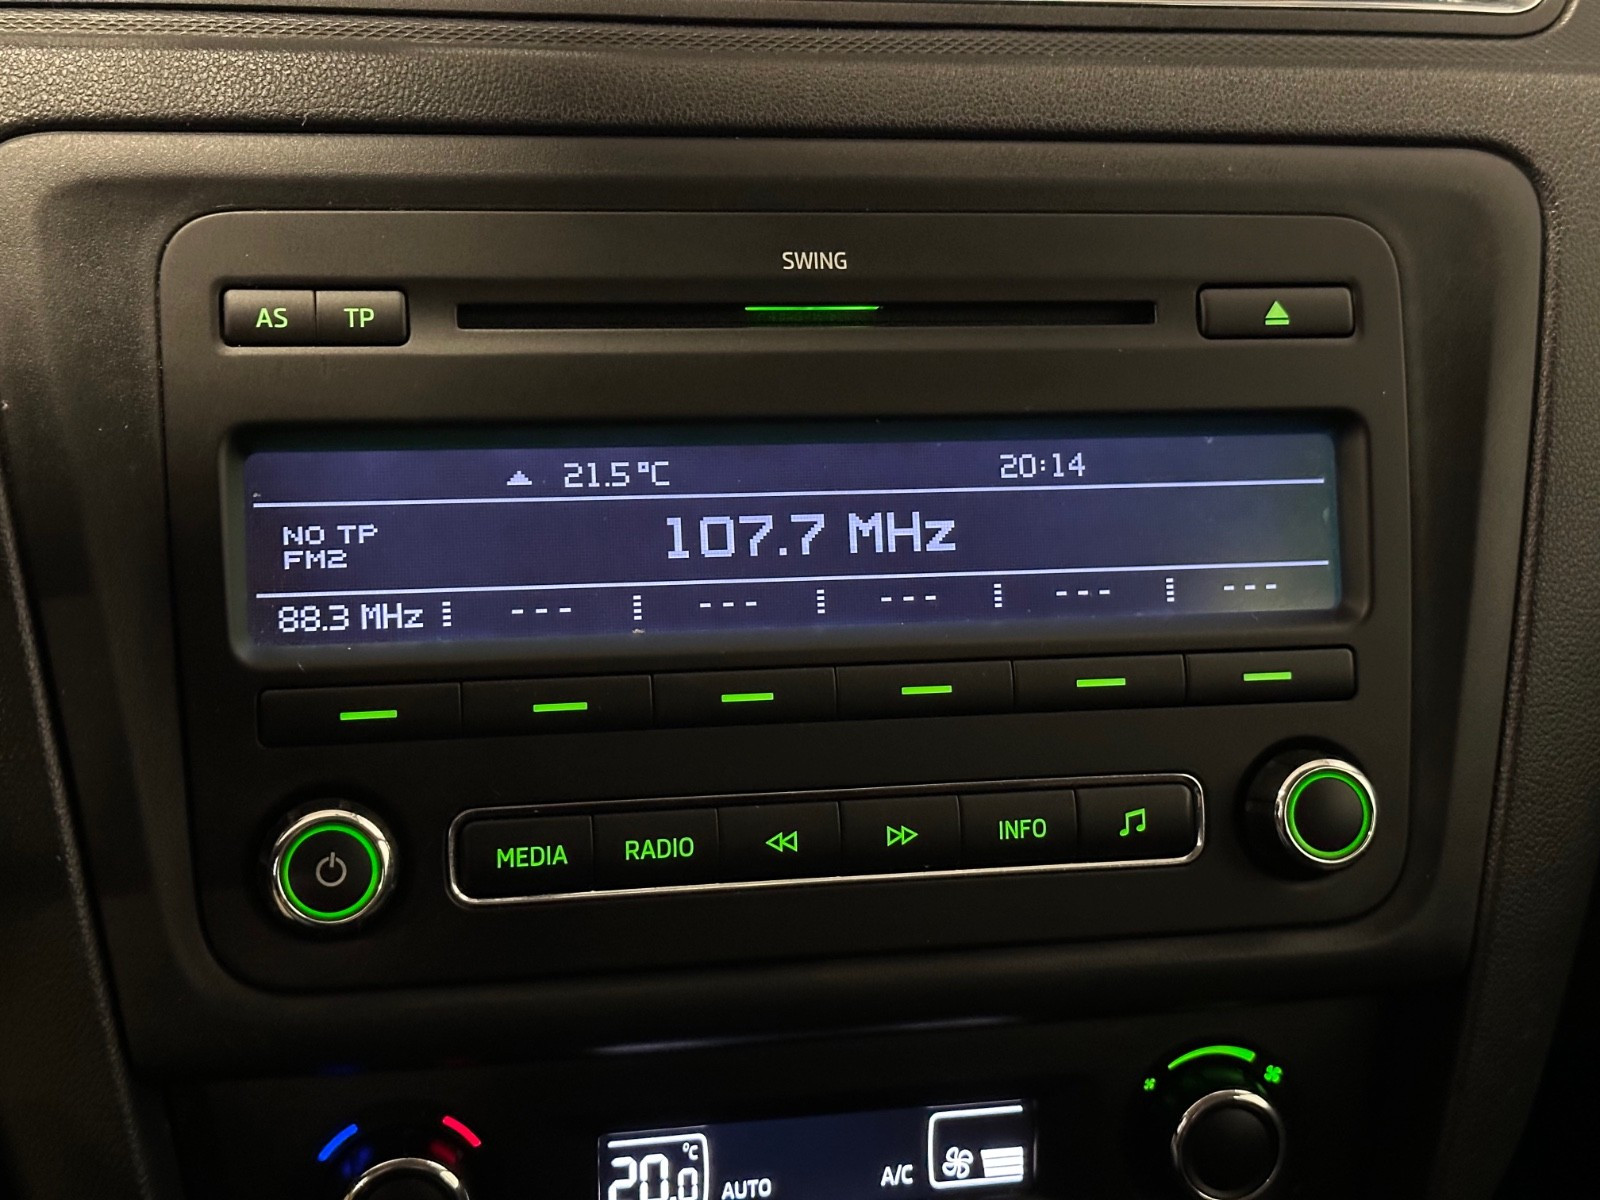 SWING
AS TP
21.5°C 20:14
NO TP
FM2
107.7 MHz
88.3 MHz --- --- --- --- ---
MEDIA RADIO INFO
20.0 °C AUTO A/C